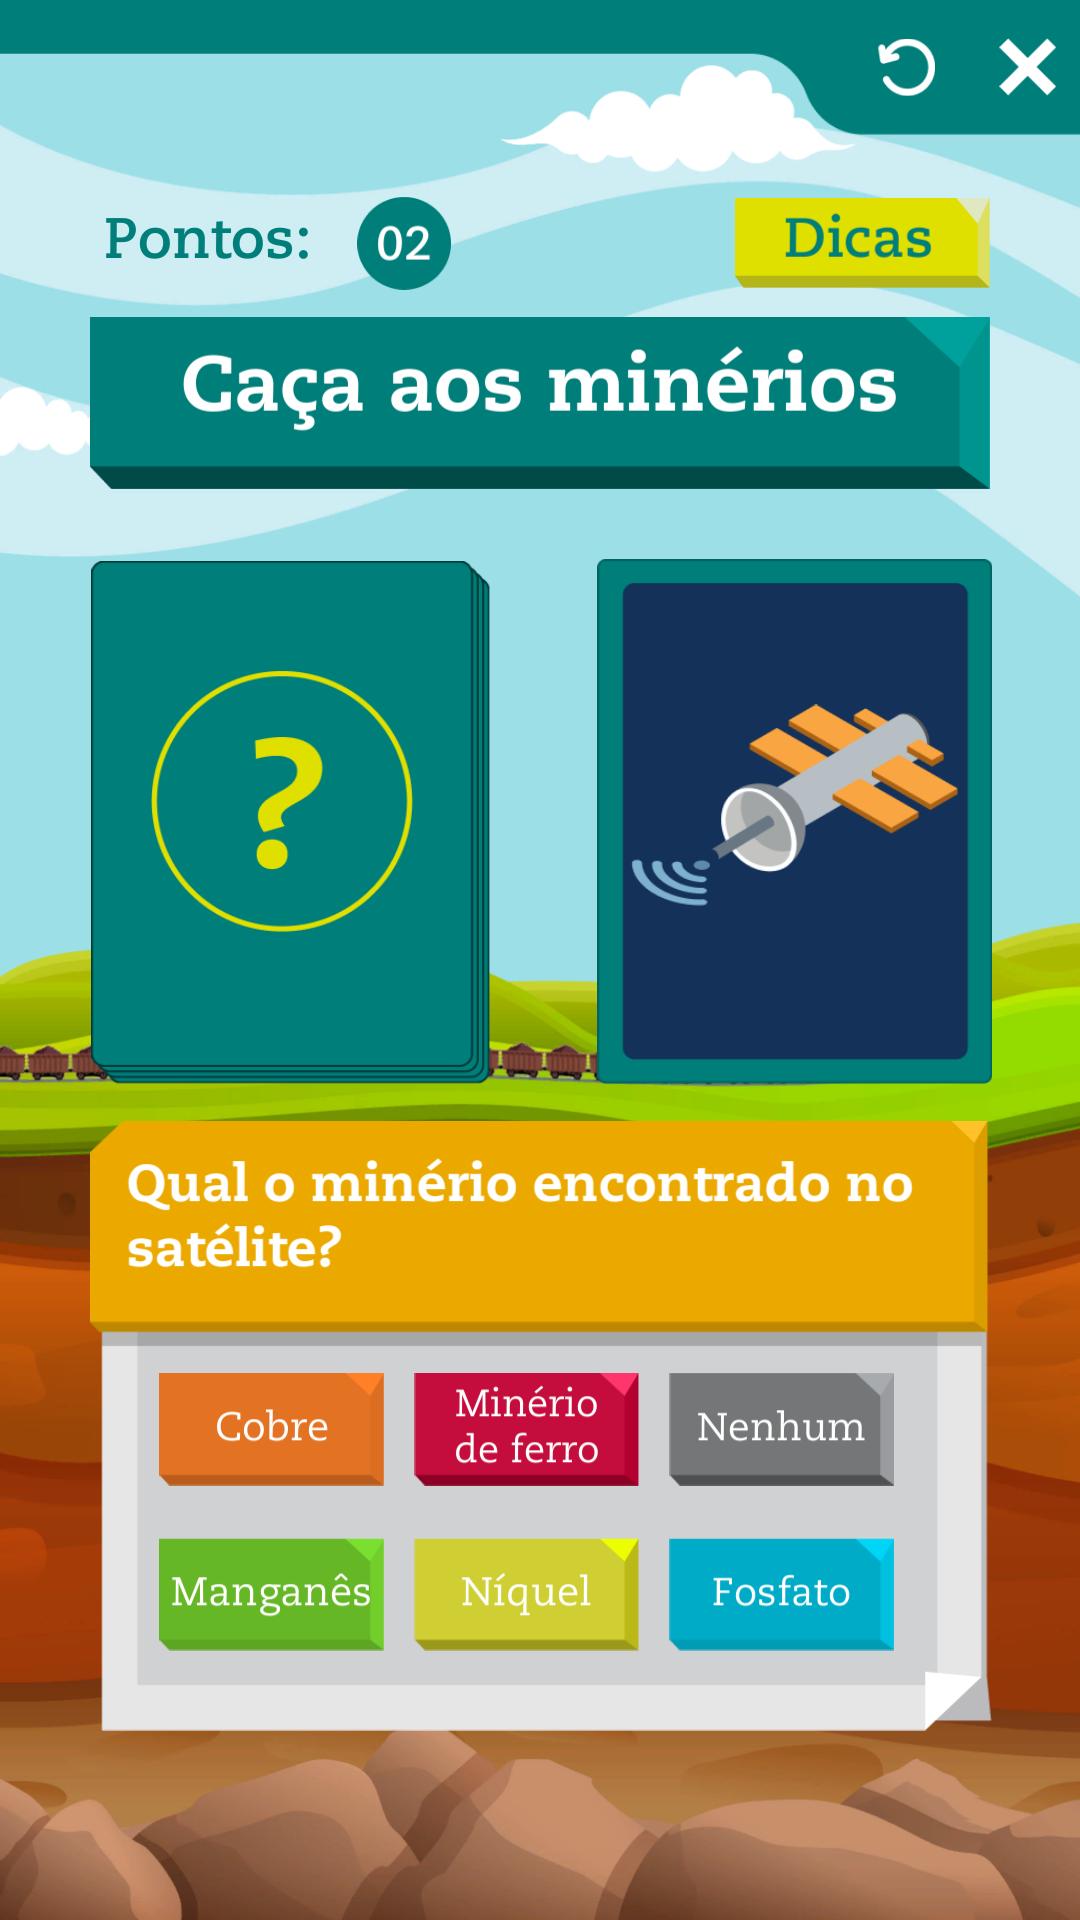 Pontos: 02
Dicas
Caça aos minérios
?
Qual o minério encontrado no
satélite?
Cobre
Minério
de ferro
Nenhum
Manganês
Níquel
Fosfato